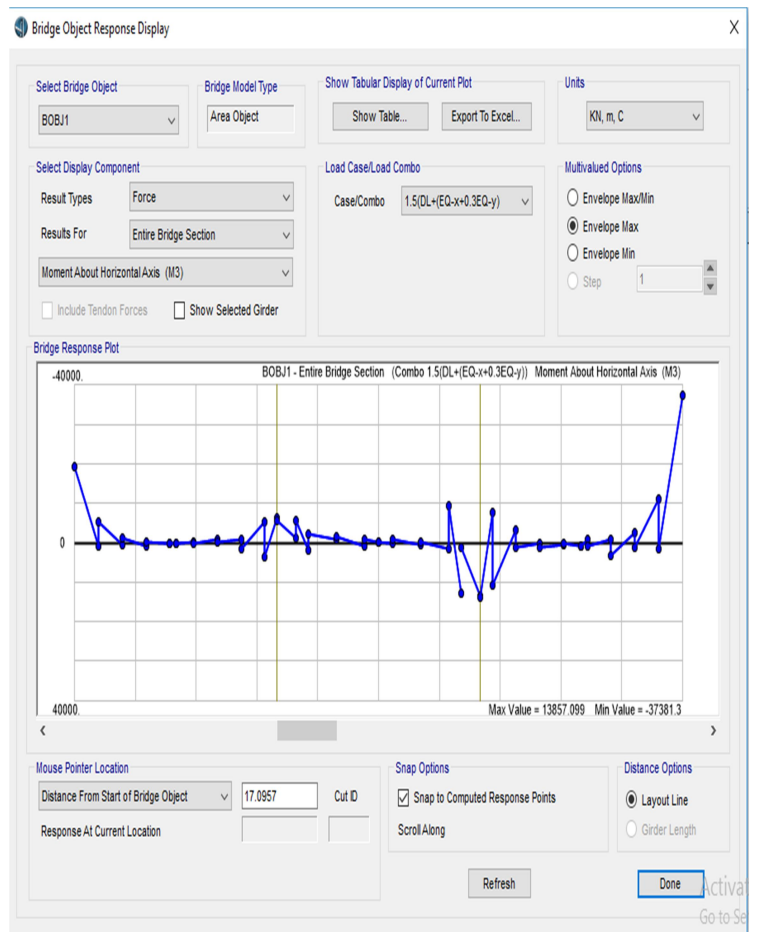 Bridge Object Response Display
X
Select Bridge Object
BOBJ1
Bridge Model Type
Area Object
Show Tabular Display of Current Plot
Show Table...
Export To Excel...
Units
KN, m, C
Select Display Component
Result Types
Force
Results For
Entire Bridge Section
Moment About Horizontal Axis (M3)
Include Tendon Forces
Show Selected Girder
Load Case/Load Combo
Case/Combo
1.5(DL+(EQ-x+0.3EQ-y)
Multivalued Options
Envelope Max/Min
Envelope Max
Envelope Min
Step
1
Bridge Response Plot
-40000.
BOBJ1 - Entire Bridge Section (Combo 1.5(DL+(EQ-x+0.3EQ-y)) Moment About Horizontal Axis (M3)
0
40000.
Max Value = 13857.099 Min Value = -37381.3
Mouse Pointer Location
Distance From Start of Bridge Object
17.0957
Cut ID
Response At Current Location
Snap Options
Snap to Computed Response Points
Scroll Along
Distance Options
Layout Line
Girder Length
Refresh
Done
Activat
Go to Se